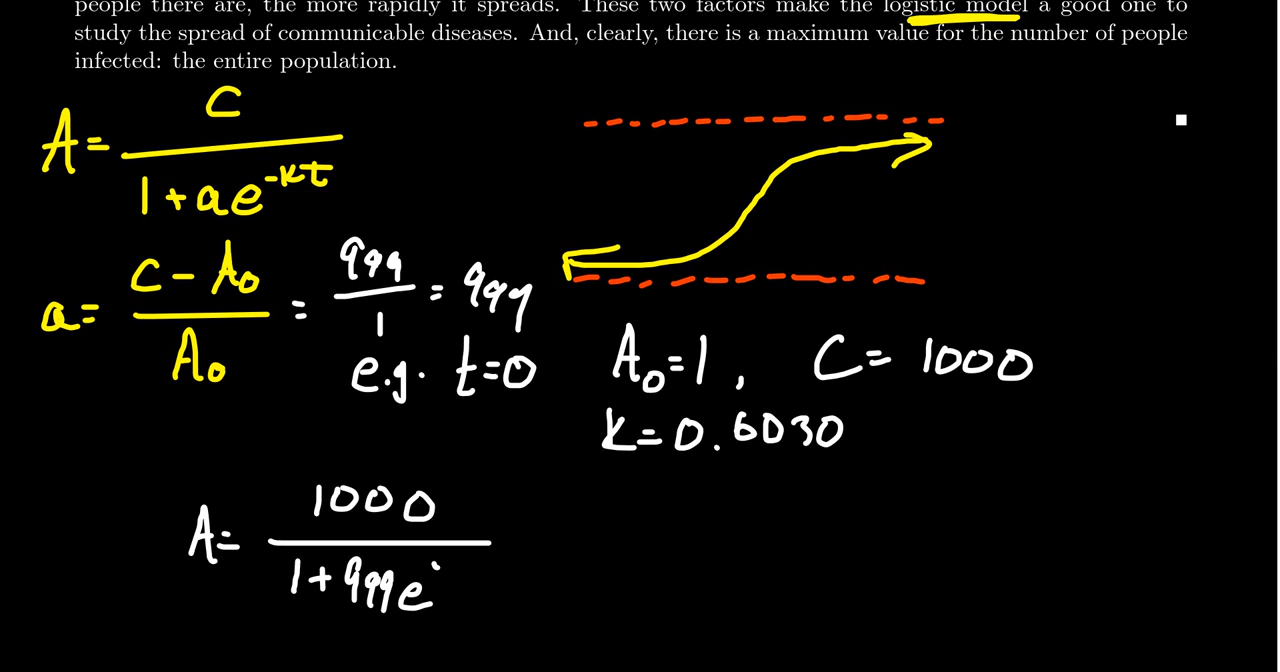 people there are, the more rapidly it spreads. These two factors make the logistic model a good one to
study the spread of communicable diseases. And, clearly, there is a maximum value for the number of people
infected: the entire population.
A = C / (1 + ae^-kt)
a = (C - A₀) / A₀ = 999 / 1 = 999
e.g. t=0 A₀=1, C=1000
k=0.6030
A = 1000 / (1 + 999e